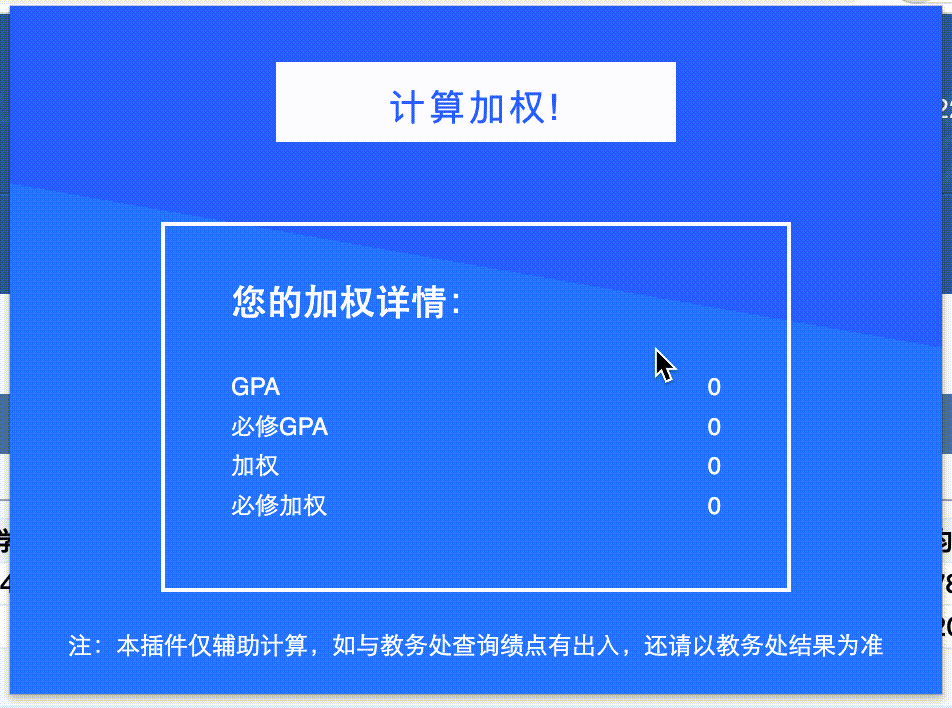 计算加权!
您的加权详情:
GPA 0
必修GPA 0
加权 0
必修加权 0
注：本插件仅辅助计算，如与教务处查询绩点有出入，还请以教务处结果为准